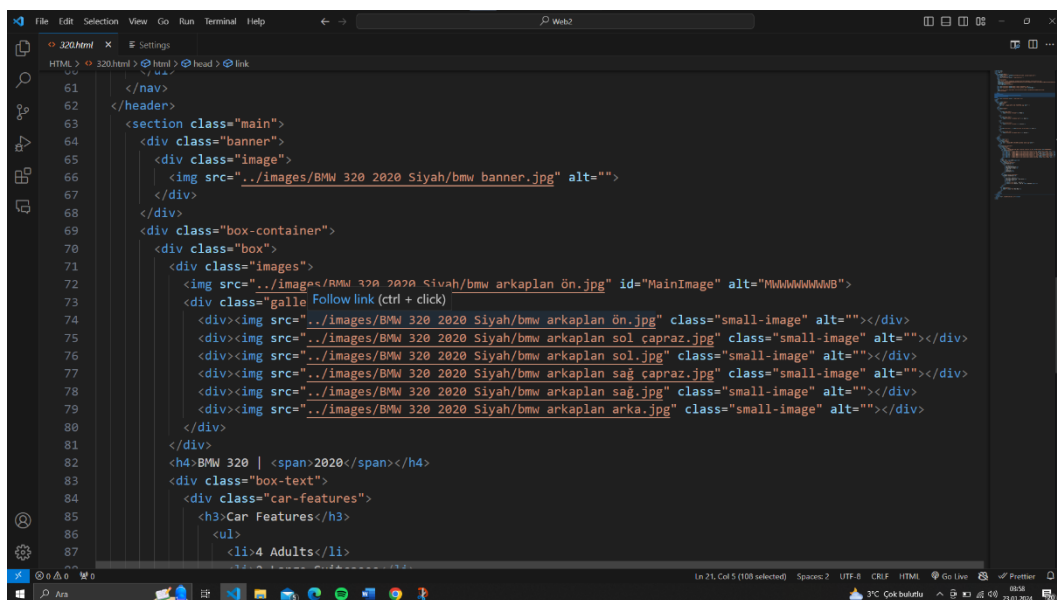 File Edit Selection View Go Run Terminal Help
Web2
320.html
Settings
HTML > 320.html > html > head > link
61 </nav>
62 </header>
63 <section class="main">
64 <div class="banner">
65 <div class="image">
66 <img src="../images/BMW 320 2020 Siyah/bmw banner.jpg" alt="">
67 </div>
68 </div>
69 <div class="box-container">
70 <div class="box">
71 <div class="images">
72 <img src="../images/BMW 320 2020 Siyah/bmw arkaplan ön.jpg" id="MainImage" alt="MWWWWWWWB">
Follow link (ctrl + click)
73 <div class="galle
74 <div><img src="../images/BMW 320 2020 Siyah/bmw arkaplan ön.jpg" class="small-image" alt=""></div>
75 <div><img src="../images/BMW 320 2020 Siyah/bmw arkaplan sol çapraz.jpg" class="small-image" alt=""></div>
76 <div><img src="../images/BMW 320 2020 Siyah/bmw arkaplan sol.jpg" class="small-image" alt=""></div>
77 <div><img src="../images/BMW 320 2020 Siyah/bmw arkaplan sağ çapraz.jpg" class="small-image" alt=""></div>
78 <div><img src="../images/BMW 320 2020 Siyah/bmw arkaplan sağ.jpg" class="small-image" alt=""></div>
79 <div><img src="../images/BMW 320 2020 Siyah/bmw arkaplan arka.jpg" class="small-image" alt=""></div>
80 </div>
81 </div>
82 <h4>BMW 320 | <span>2020</span></h4>
83 <div class="box-text">
84 <div class="car-features">
85 <h3>Car Features</h3>
86 <ul>
87 <li>4 Adults</li>
0 0 0
Ln 21, Col 5 (108 selected) Spaces: 2 UTF-8 CRLF HTML Go Live Prettier
Ara
3°C Çok bulutlu
03:58
23.01.2024